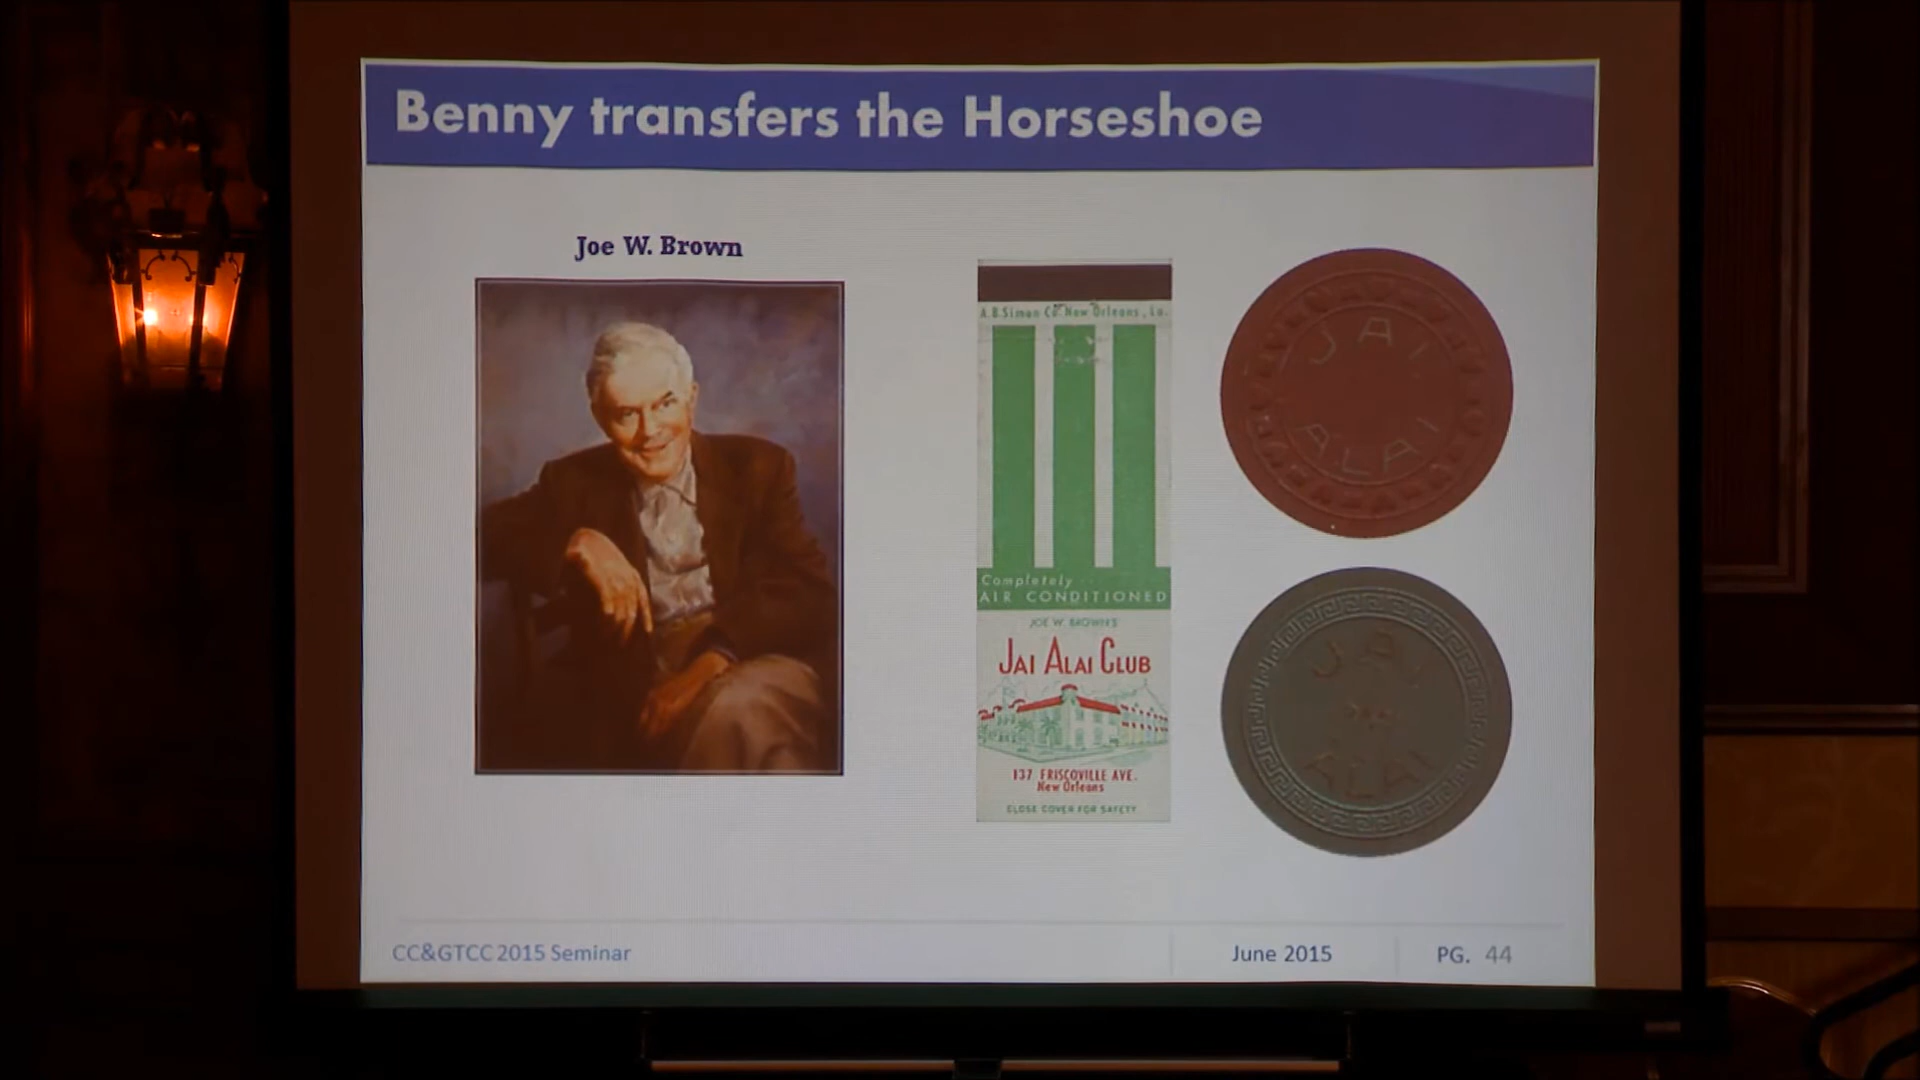 Benny transfers the Horseshoe
Joe W. Brown
A.B.Simon Co. New Orleans, La.
Completely
AIR CONDITIONED
JOE W. BROWN'S
JAI ALAI CLUB
137 FRISCOVILLE AVE.
New Orleans
CLOSE COVER FOR SAFETY
JAI
ALAI
JAI
ALAI
CC&GTCC 2015 Seminar
June 2015
PG. 44